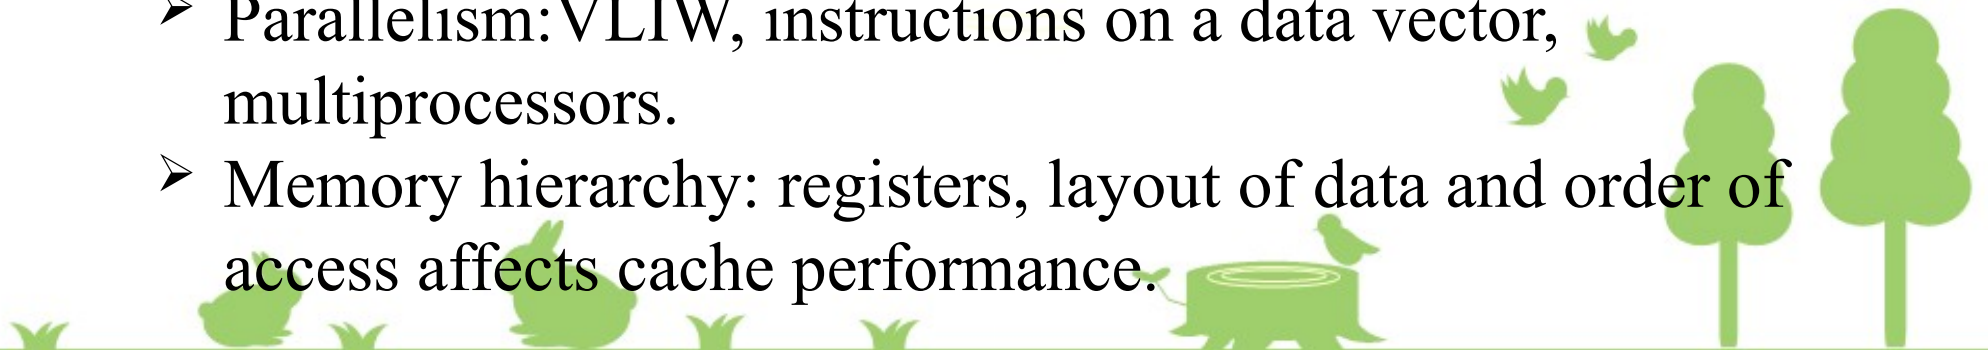 Parallelism:VLIW, instructions on a data vector,
multiprocessors.
Memory hierarchy: registers, layout of data and order of
access affects cache performance.